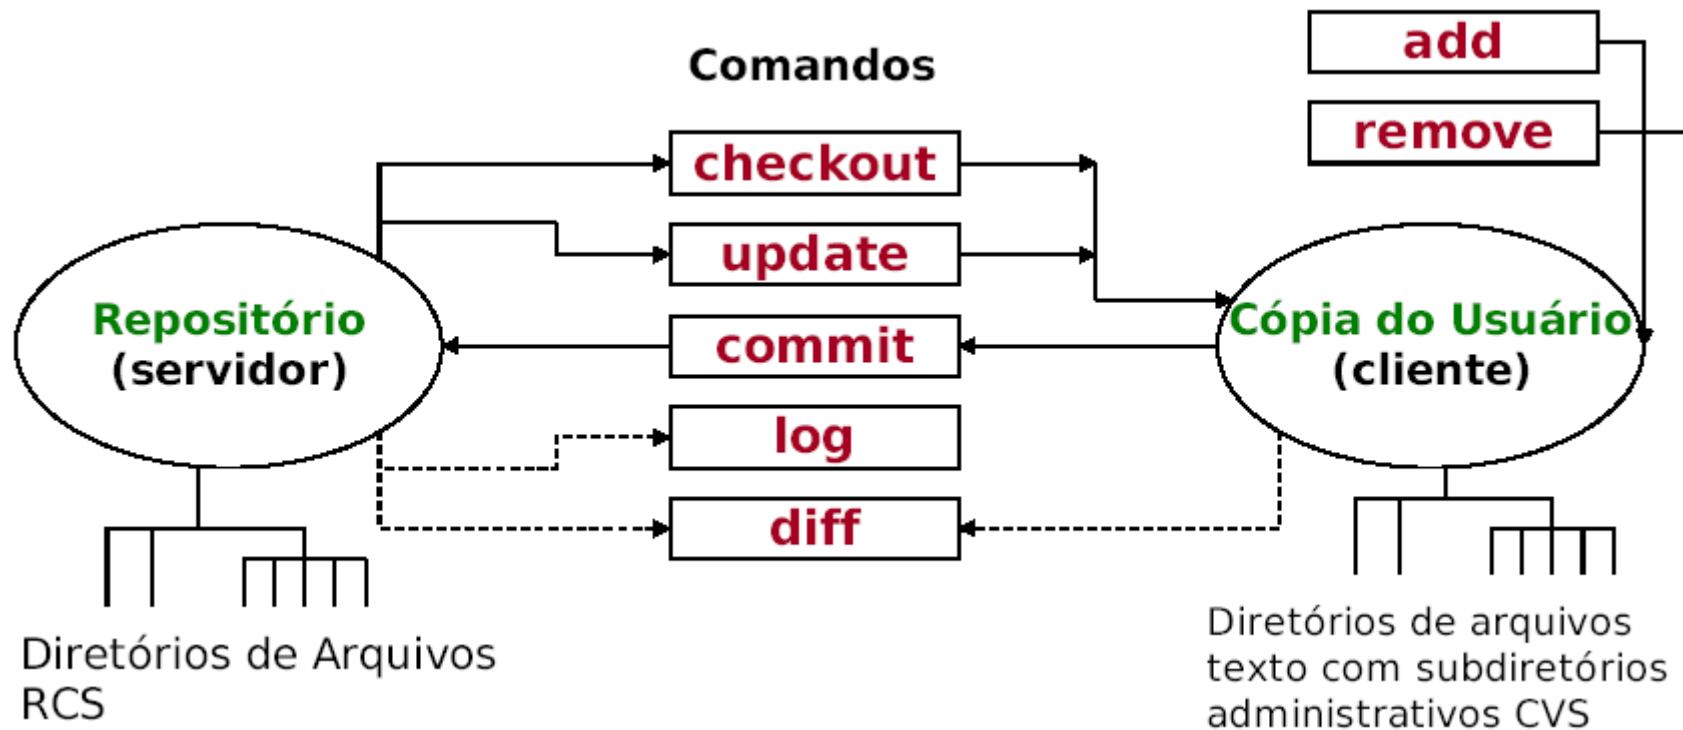 add
Comandos
remove
checkout
update
Repositório
(servidor)
Cópia do Usuário
(cliente)
commit
log
diff
Diretórios de Arquivos
RCS
Diretórios de arquivos
texto com subdiretórios
administrativos CVS